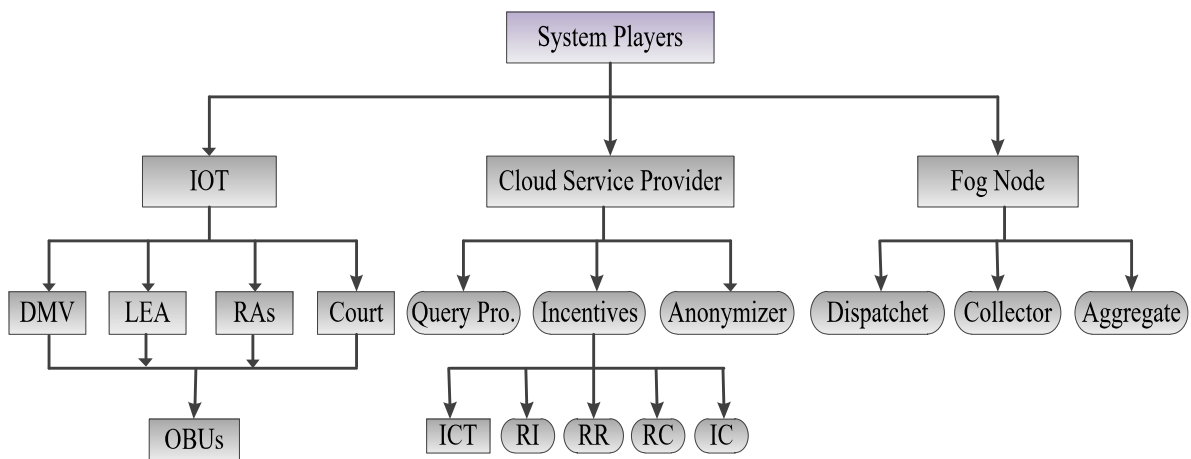 System Players
IOT
Cloud Service Provider
Fog Node
DMV
LEA
RAs
Court
Query Pro.
Incentives
Anonymizer
Dispatchet
Collector
Aggregate
OBUs
ICT
RI
RR
RC
IC